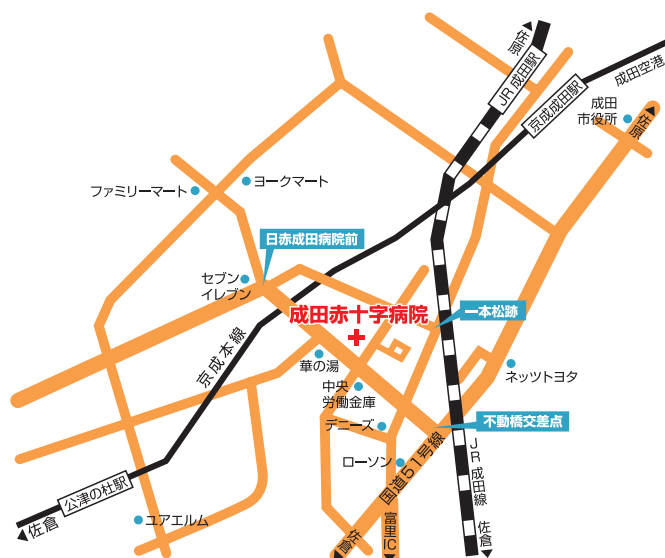 佐原
JR 成田駅
京成成田駅
成田空港
成田
市役所
佐原
ヨークマート
ファミリーマート
日赤成田病院前
セブン
イレブン
成田赤十字病院
一本松跡
京成本線
華の湯
ネッツトヨタ
中央
労働金庫
デニーズ
不動橋交差点
ローソン
国道51号線
JR成田線
公津の杜駅
佐倉
ユアエルム
佐倉
富里IC
佐倉